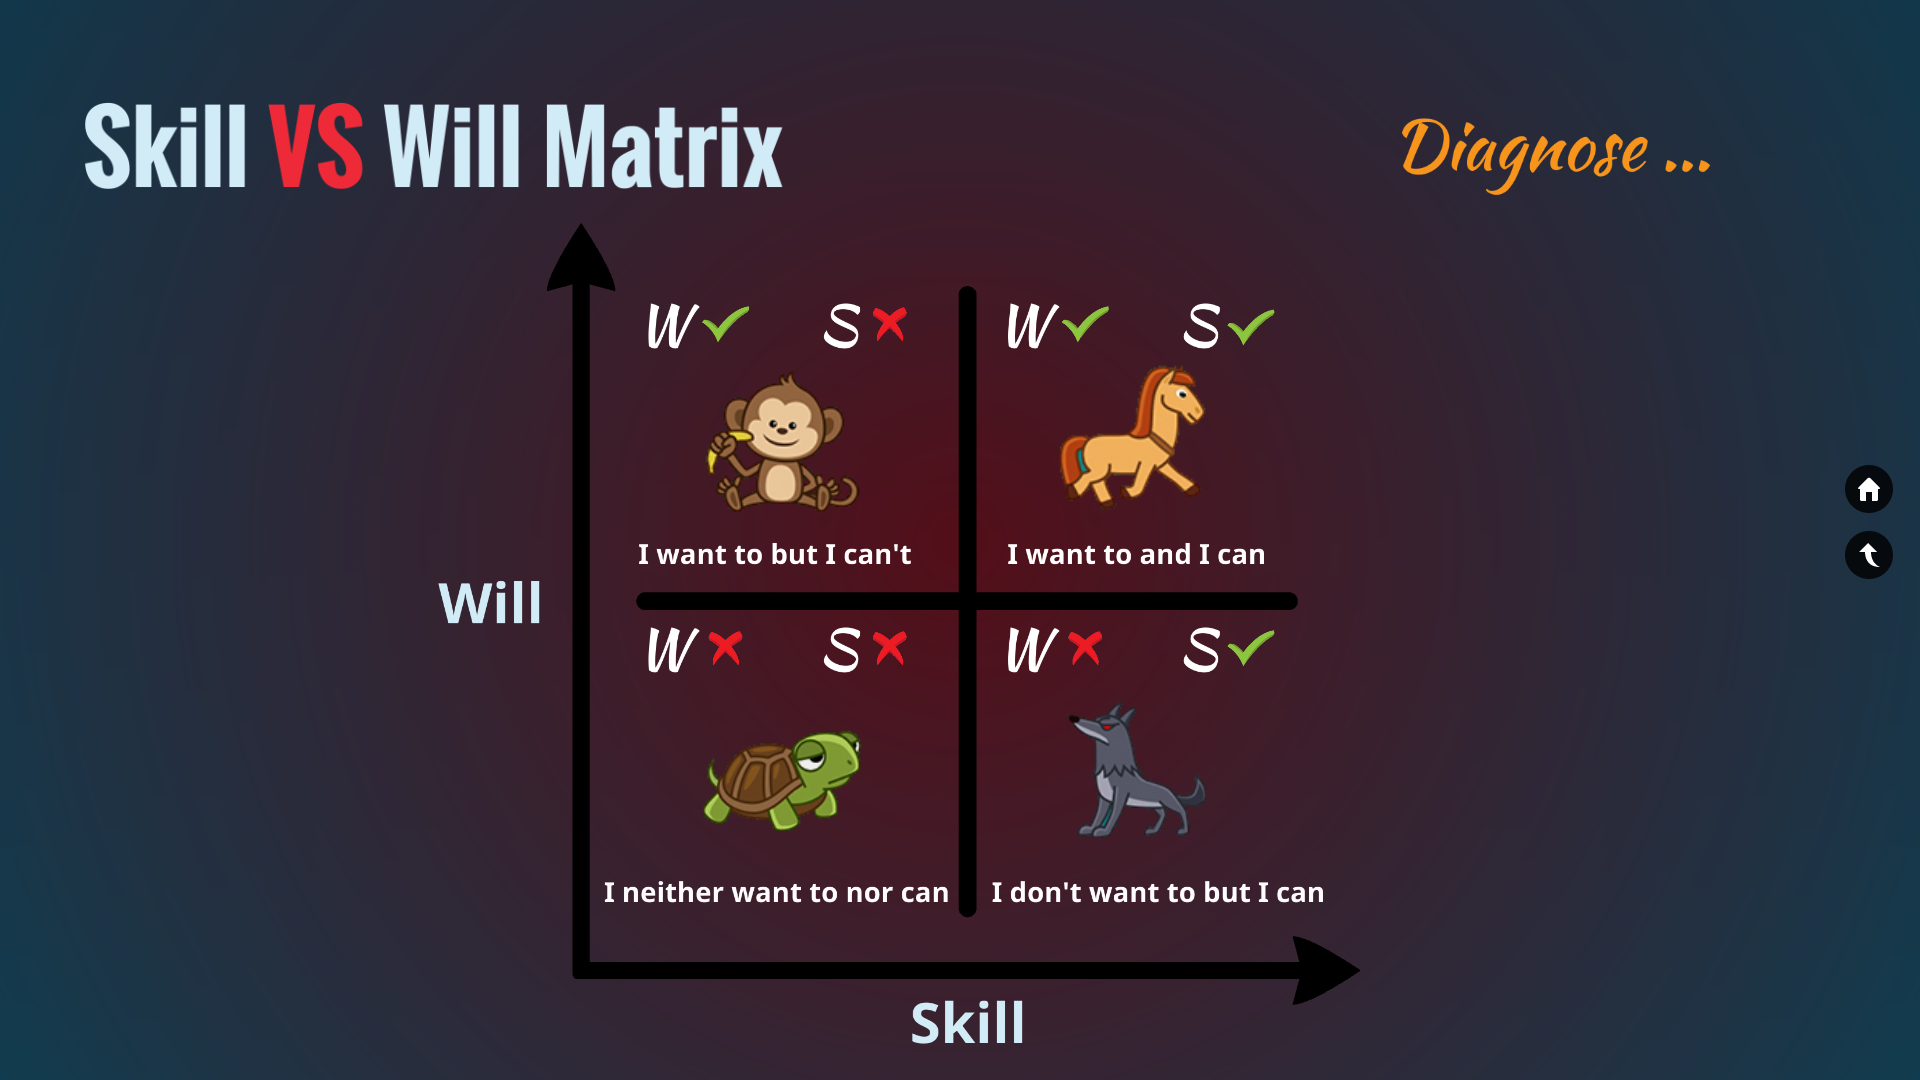 Skill VS Will Matrix
Diagnose ...
W S
W S
I want to but I can't
I want to and I can
Will
W S
W S
I neither want to nor can
I don't want to but I can
Skill